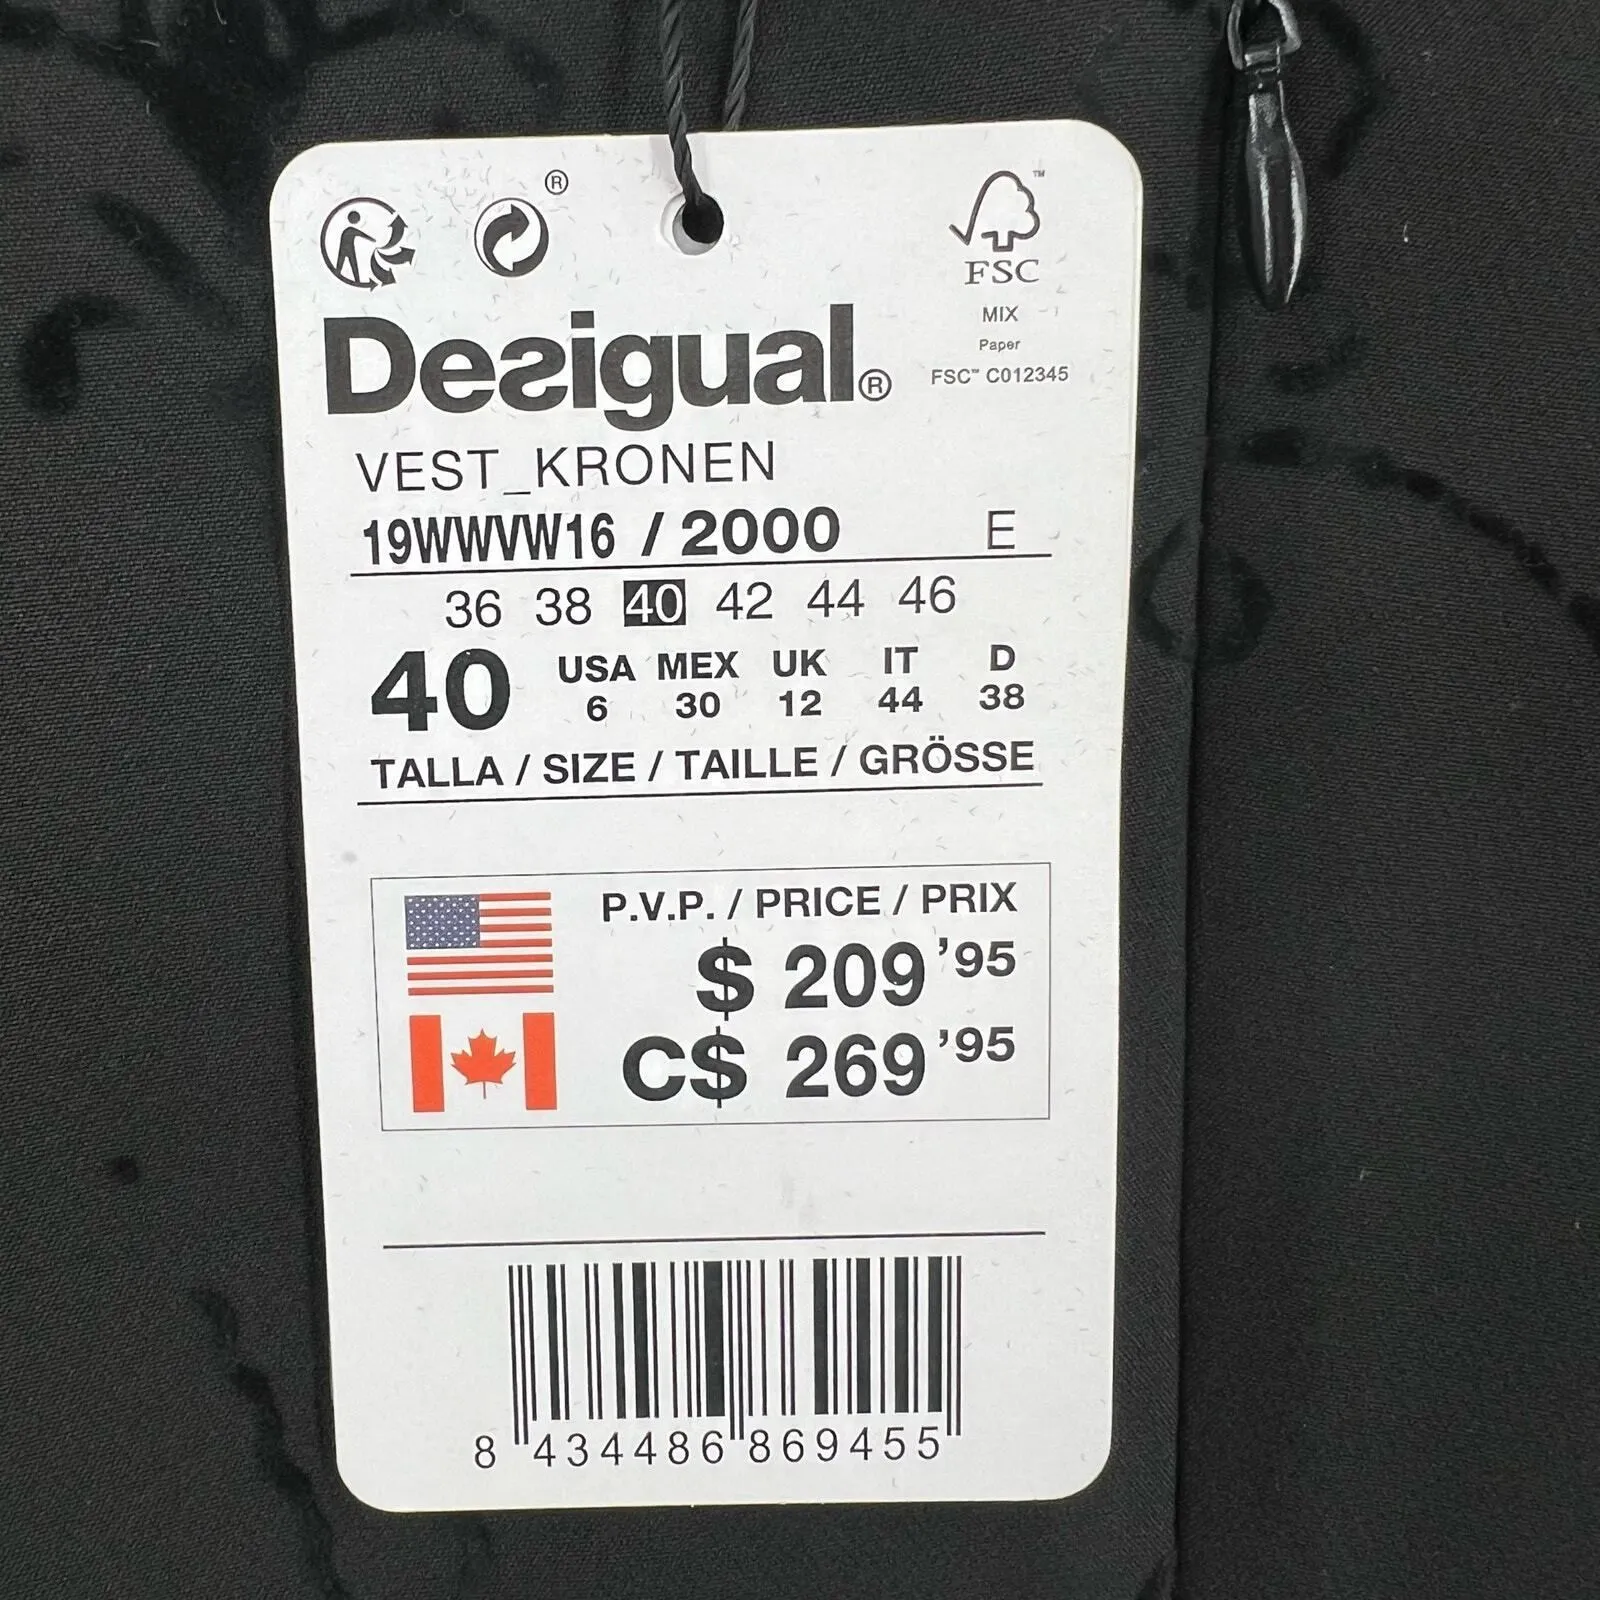 ®
™
FSC
MIX
Paper
FSC™ C012345
Desigual®
VEST_KRONEN
19WWVW16 / 2000 E
36 38 40 42 44 46
40 USA MEX UK IT D
6 30 12 44 38
TALLA / SIZE / TAILLE / GRÖSSE
P.V.P. / PRICE / PRIX
$ 209'95
C$ 269'95
8 434486 869455